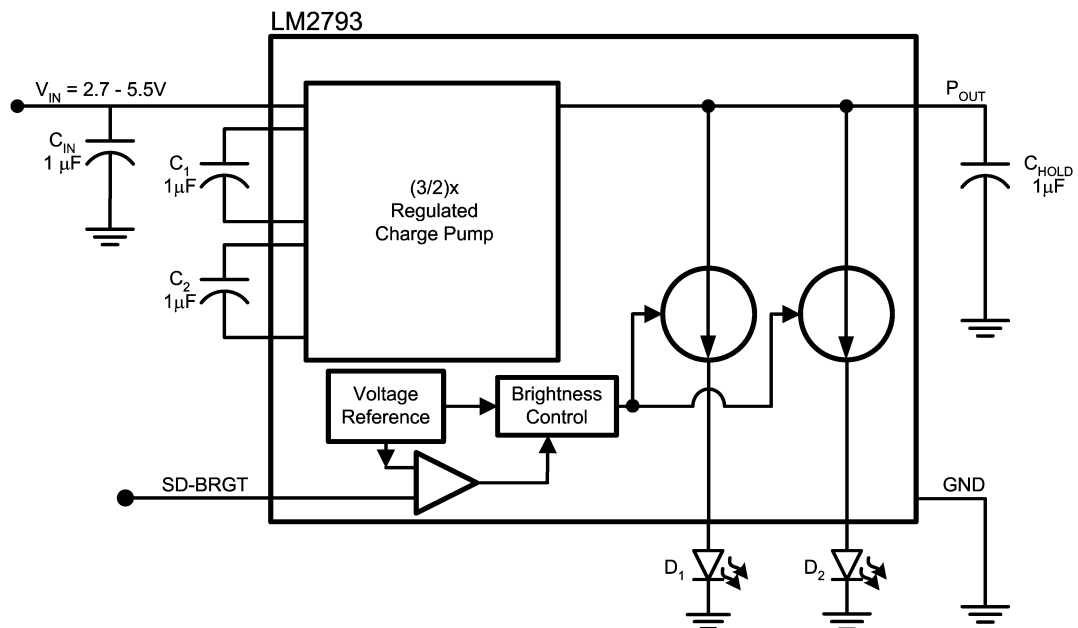 LM2793
V_IN = 2.7 - 5.5V
P_OUT
C_IN
1 µF
C_1
1µF
(3/2)x
Regulated
Charge Pump
C_HOLD
1µF
C_2
1µF
Voltage
Reference
Brightness
Control
SD-BRGT
GND
D_1
D_2